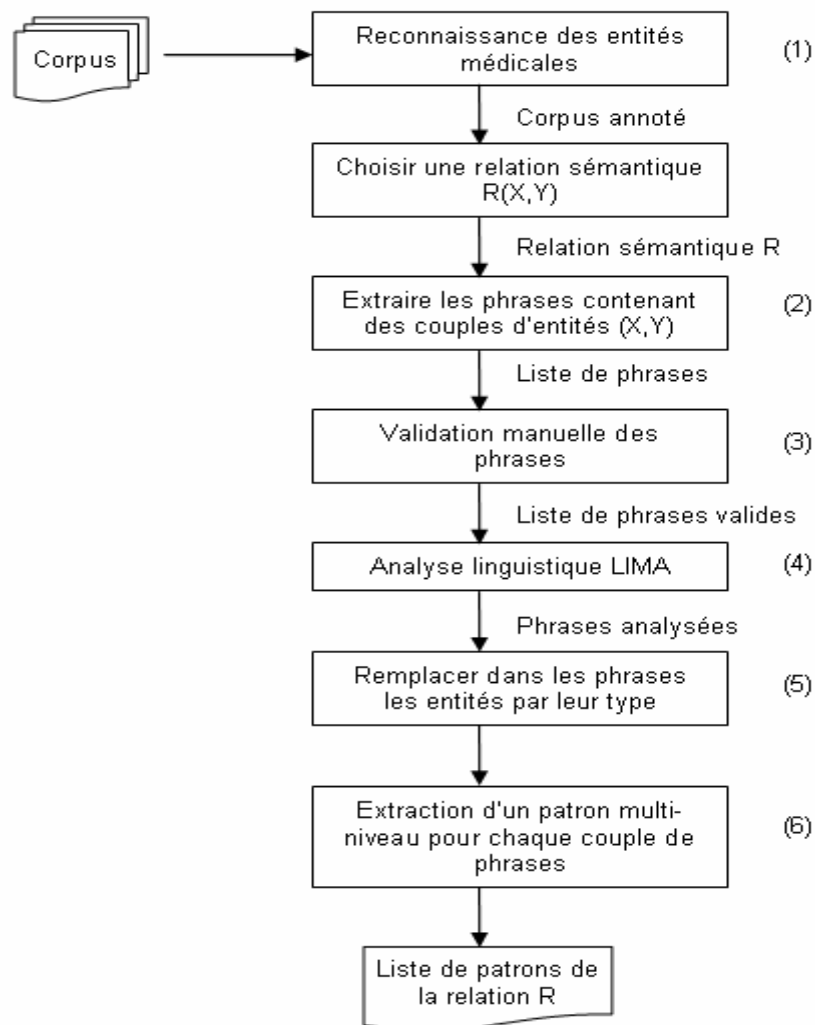 Corpus
Reconnaissance des entités
médicales
(1)
Corpus annoté
Choisir une relation sémantique
R(X,Y)
Relation sémantique R
Extraire les phrases contenant
des couples d'entités (X,Y)
(2)
Liste de phrases
Validation manuelle des
phrases
(3)
Liste de phrases valides
Analyse linguistique LIMA
(4)
Phrases analysées
Remplacer dans les phrases
les entités par leur type
(5)
Extraction d'un patron multi-
niveau pour chaque couple de
phrases
(6)
Liste de patrons de
la relation R